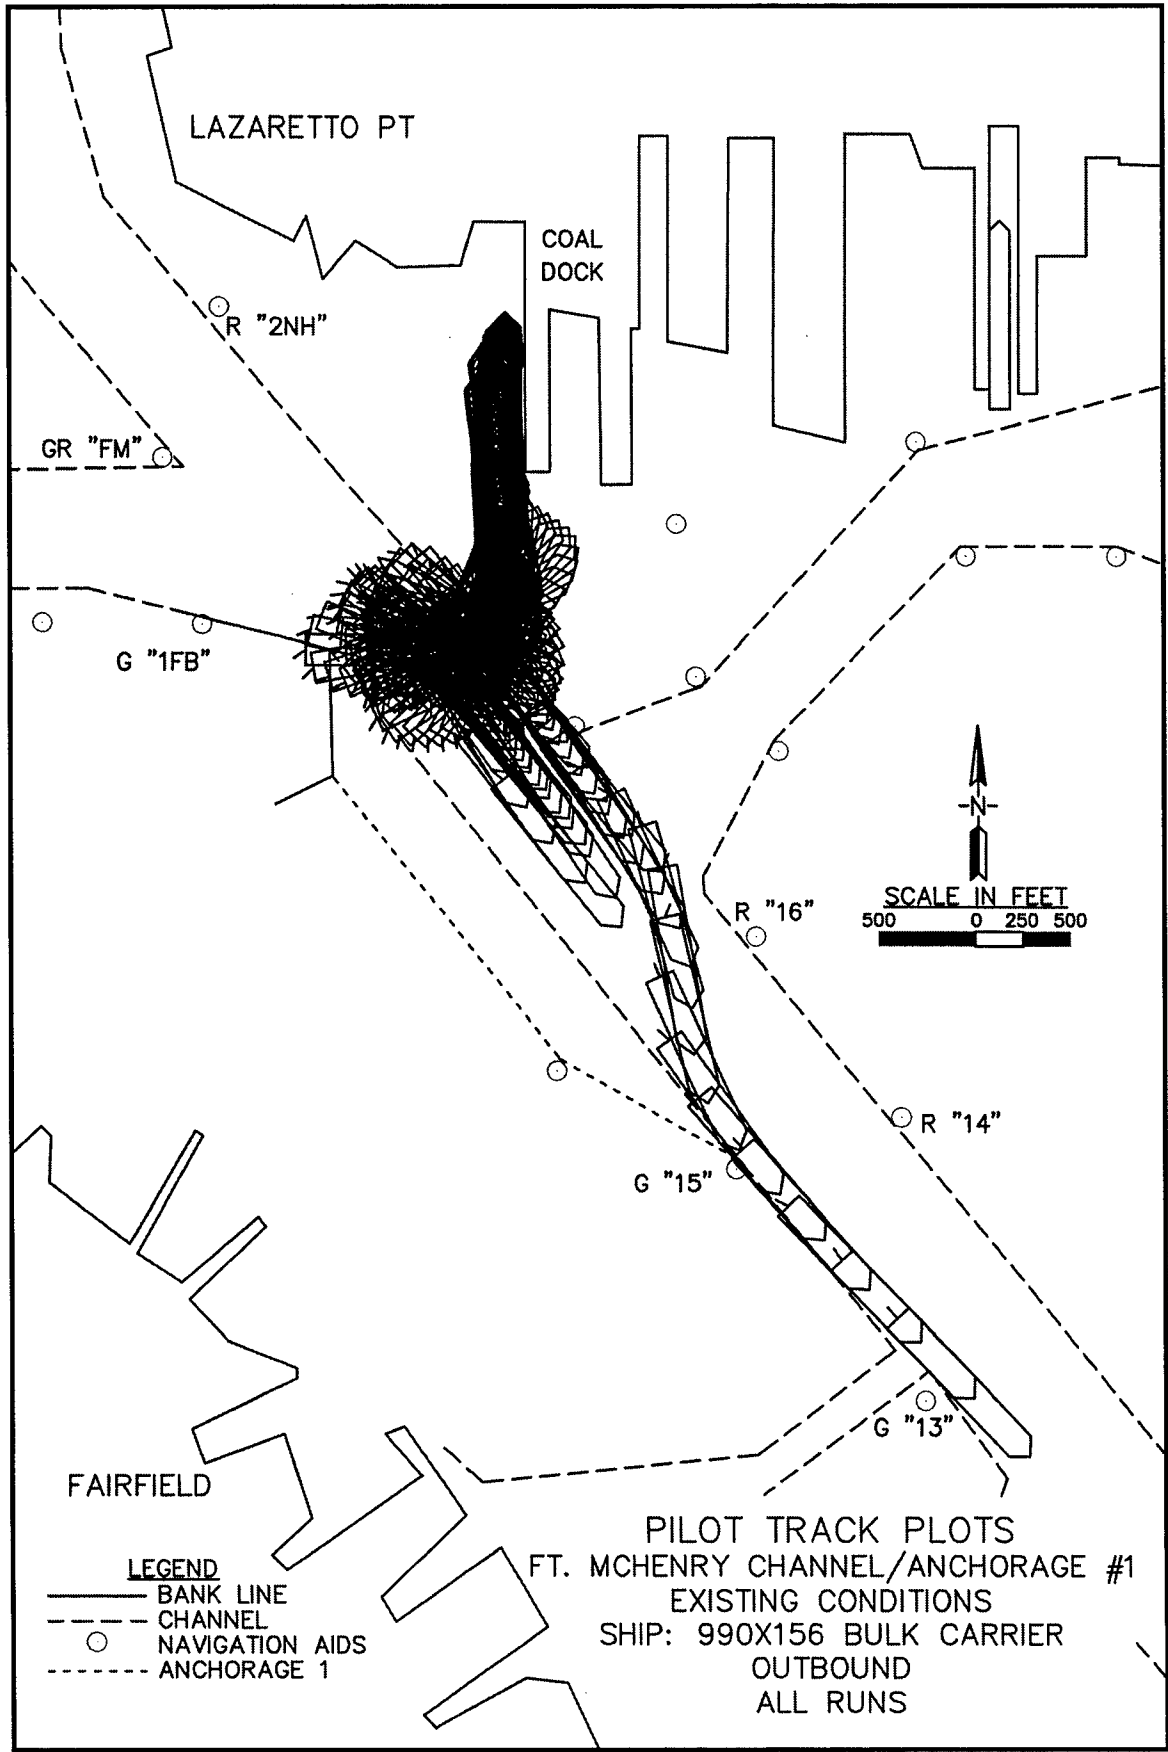 LAZARETTO PT
COAL
DOCK
R "2NH"
GR "FM"
G "1FB"
N
SCALE IN FEET
500 0 250 500
R "16"
R "14"
G "15"
G "13"
FAIRFIELD
LEGEND
BANK LINE
CHANNEL
NAVIGATION AIDS
ANCHORAGE 1
PILOT TRACK PLOTS
FT. MCHENRY CHANNEL/ANCHORAGE #1
EXISTING CONDITIONS
SHIP: 990X156 BULK CARRIER
OUTBOUND
ALL RUNS